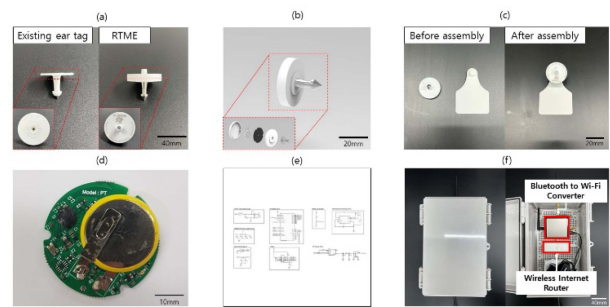 (a)
(b)
(c)
Existing ear tag
RTME
Before assembly
After assembly
40mm
20mm
20mm
(d)
(e)
(f)
Model : PT
Bluetooth to Wi-Fi
Converter
Wireless Internet
Router
10mm
40mm